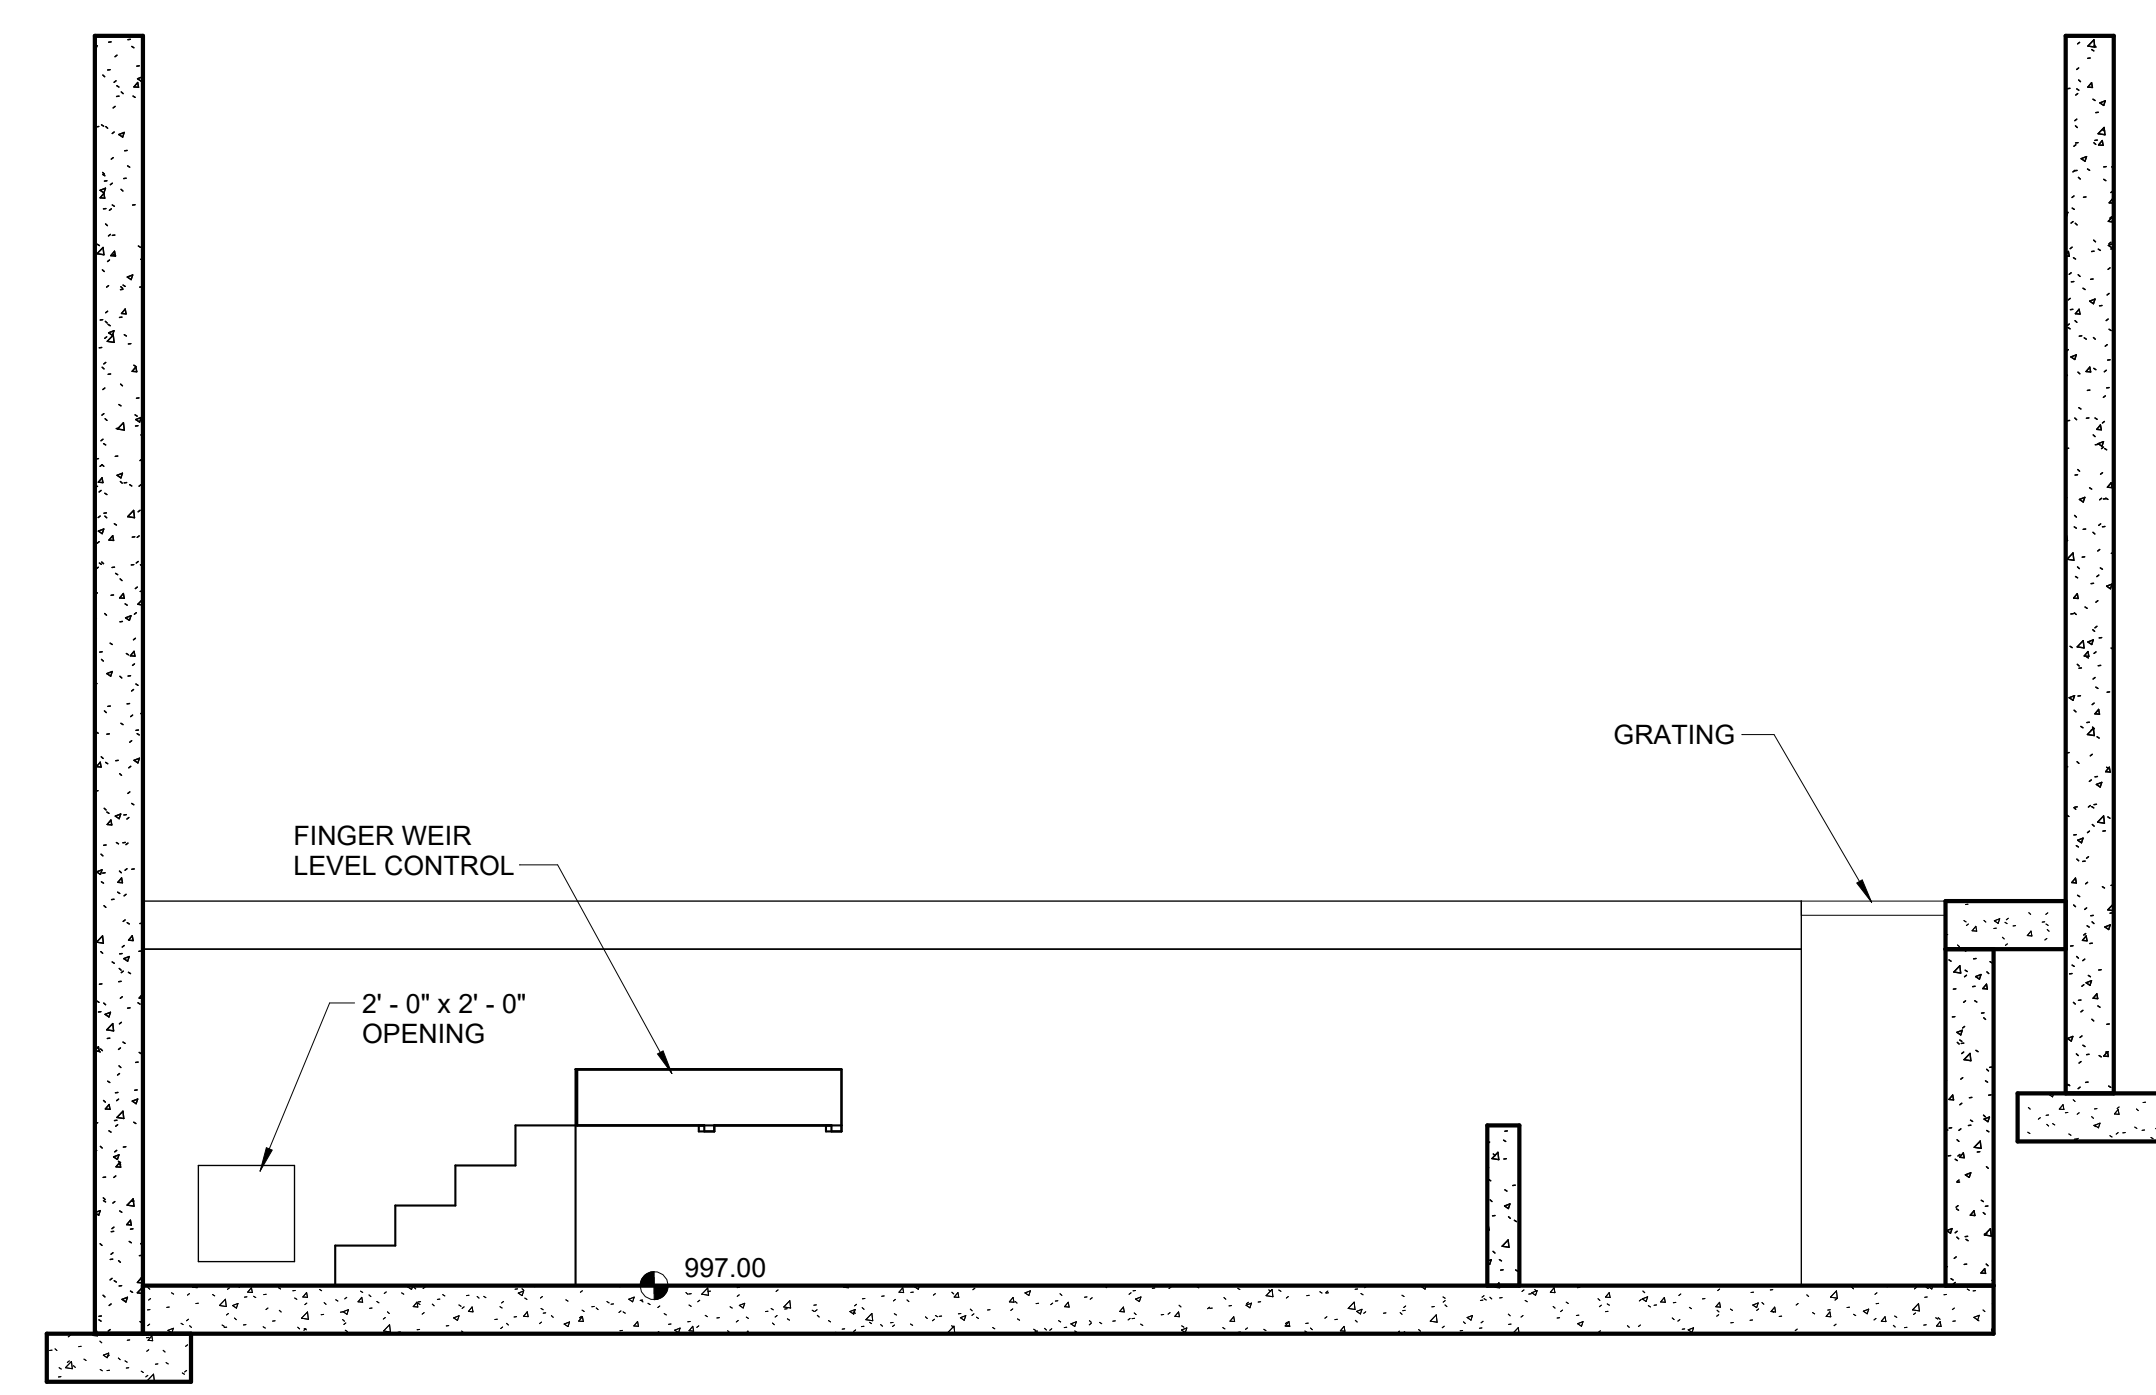 GRATING
FINGER WEIR
LEVEL CONTROL
2' - 0" x 2' - 0"
OPENING
997.00